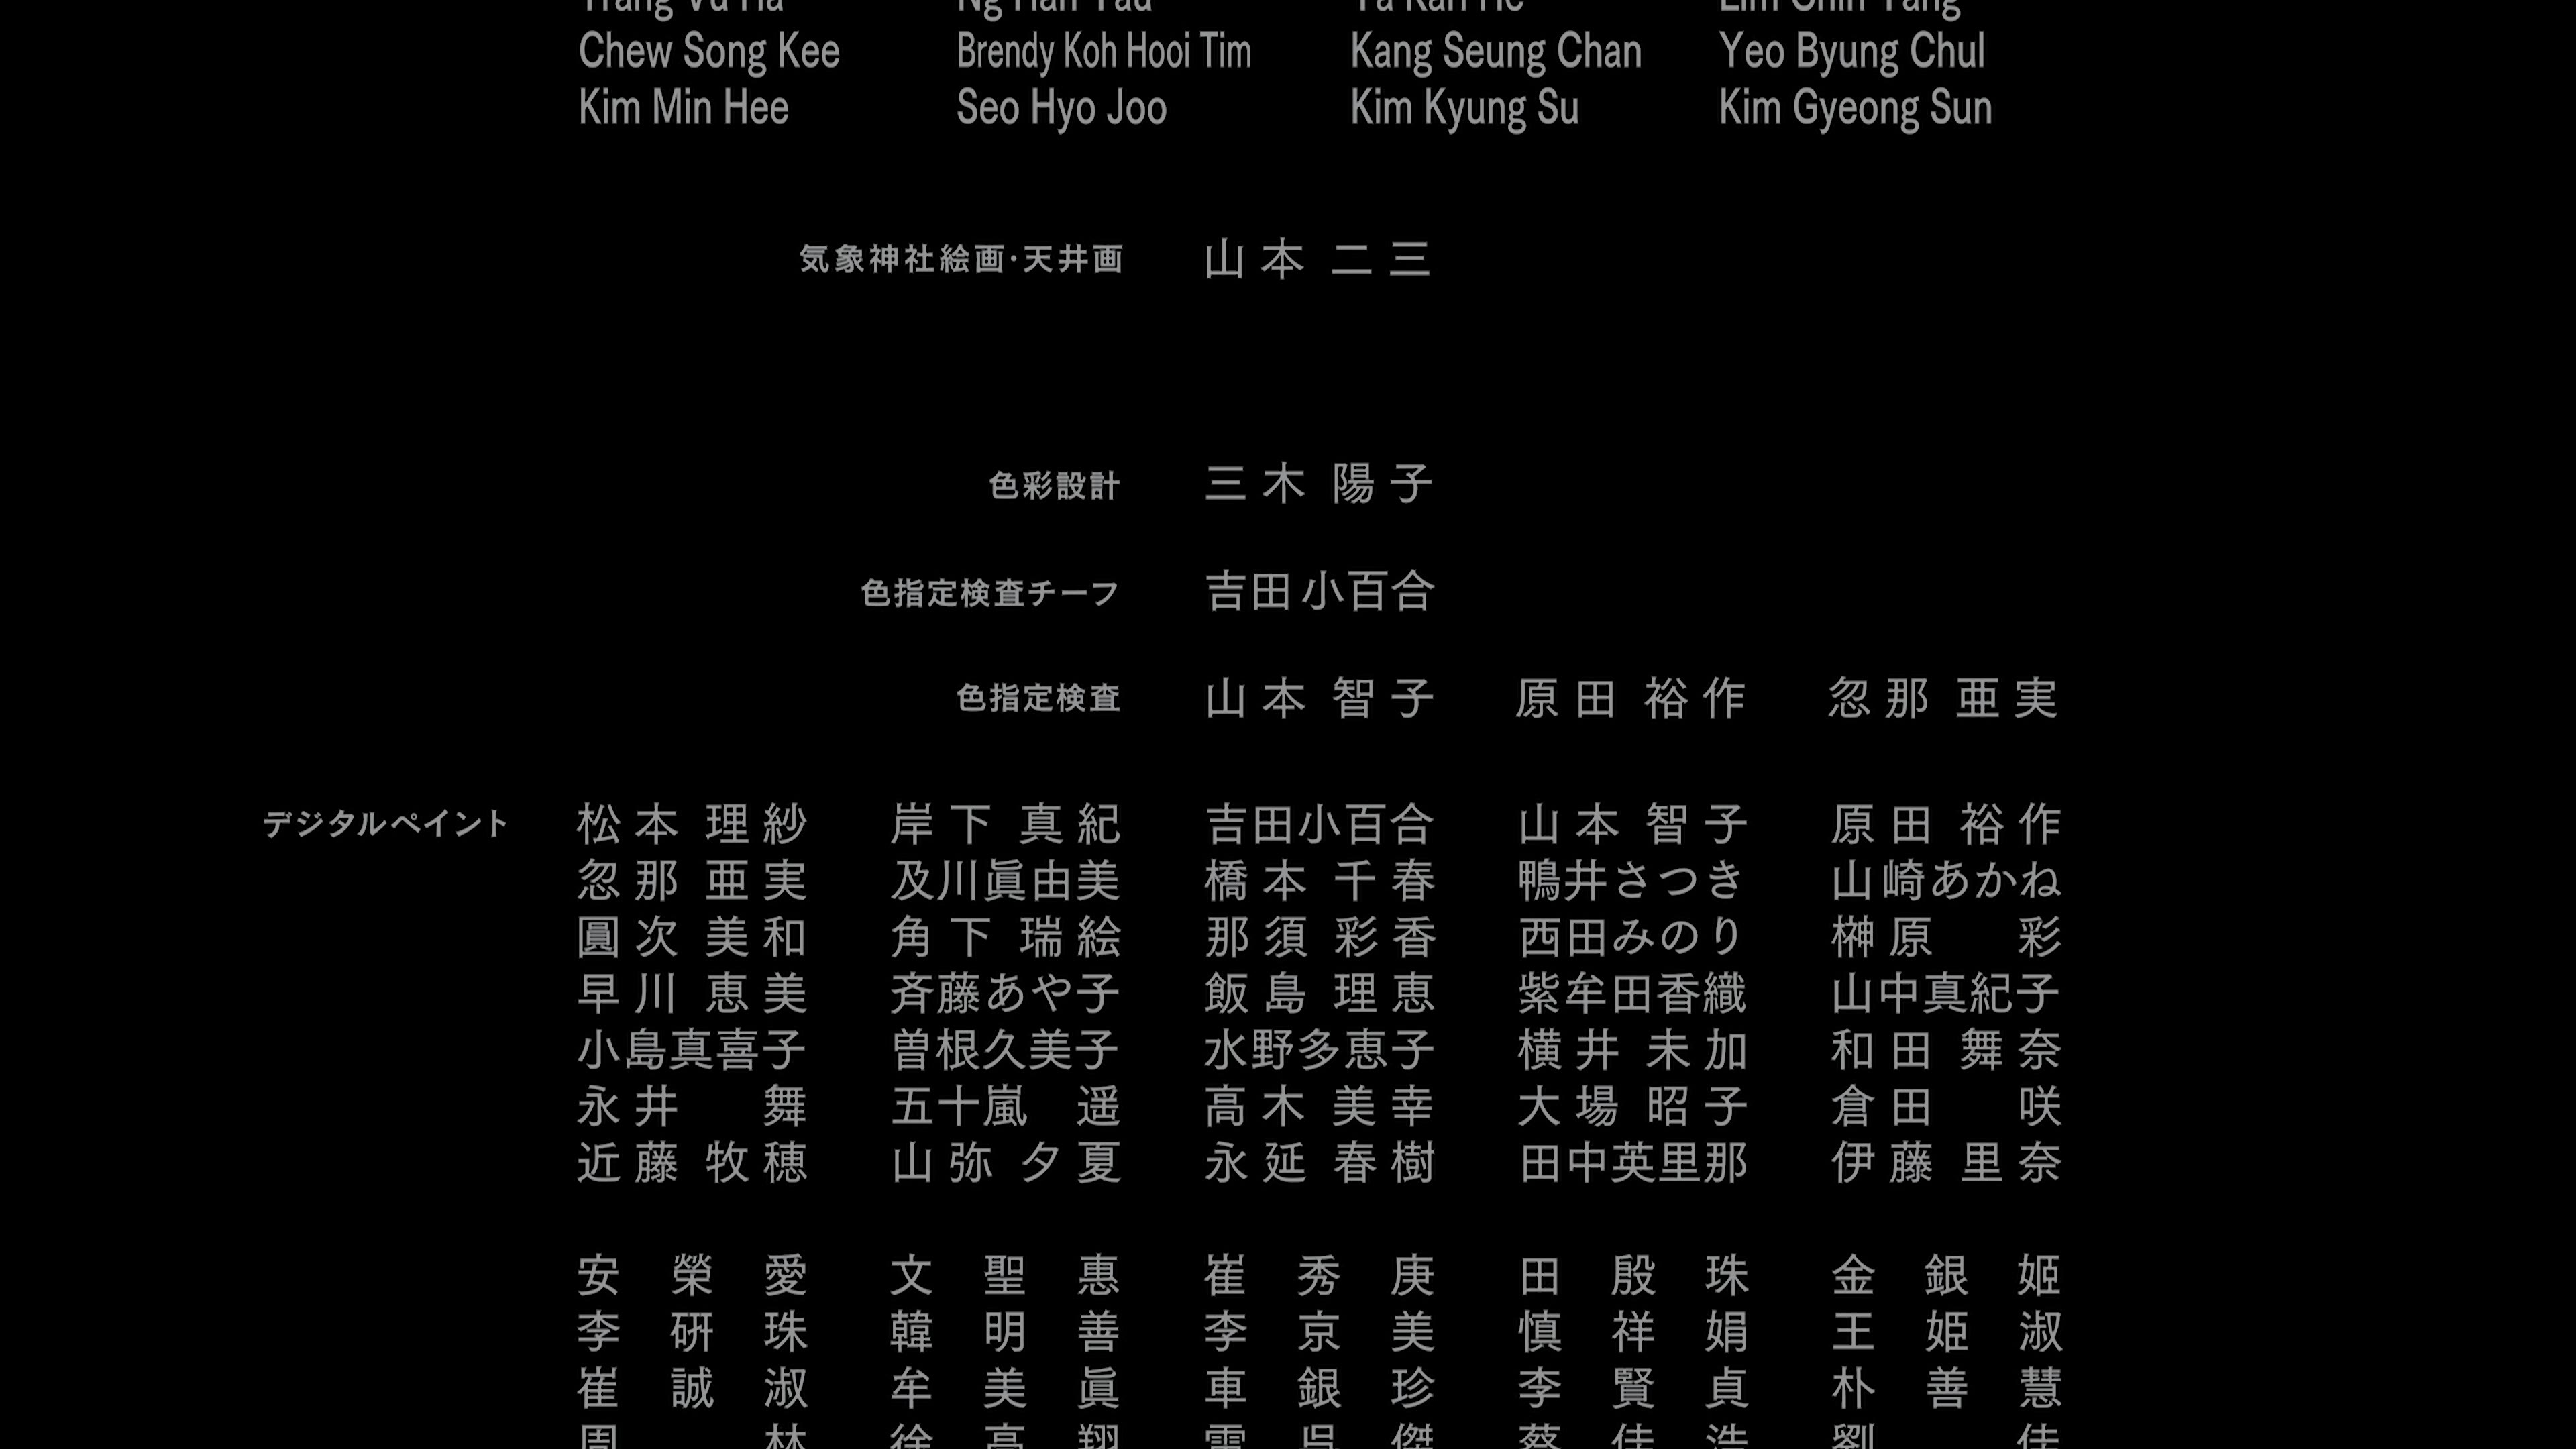 Chew Song Kee Brendy Koh Hooi Tim Kang Seung Chan Yeo Byung Chul
Kim Min Hee Seo Hyo Joo Kim Kyung Su Kim Gyeong Sun
気象神社絵画・天井画 山本 二三
色彩設計 三木 陽子
色指定検査チーフ 吉田小百合
色指定検査 山本 智子 原田 裕作 忽那 亜実
デジタルペイント 松本 理紗 岸下 真紀 吉田小百合 山本 智子 原田 裕作
忽那 亜実 及川眞由美 橋本 千春 鴨井さつき 山崎あかね
圓次 美和 角下 瑞絵 那須 彩香 西田みのり 榊原 彩
早川 恵美 斉藤あや子 飯島 理恵 紫牟田香織 山中真紀子
小島真喜子 曽根久美子 水野多恵子 横井 未加 和田 舞奈
永井 舞 五十嵐 遥 高木 美幸 大場 昭子 倉田 咲
近藤 牧穂 山弥 夕夏 永延 春樹 田中英里那 伊藤 里奈
安榮愛 文聖惠 崔秀庚 田殷珠 金銀姫
李硏珠 韓明善 李京美 慎祥娟 王姫淑
崔誠淑 牟美眞 車銀珍 李賢貞 朴善慧